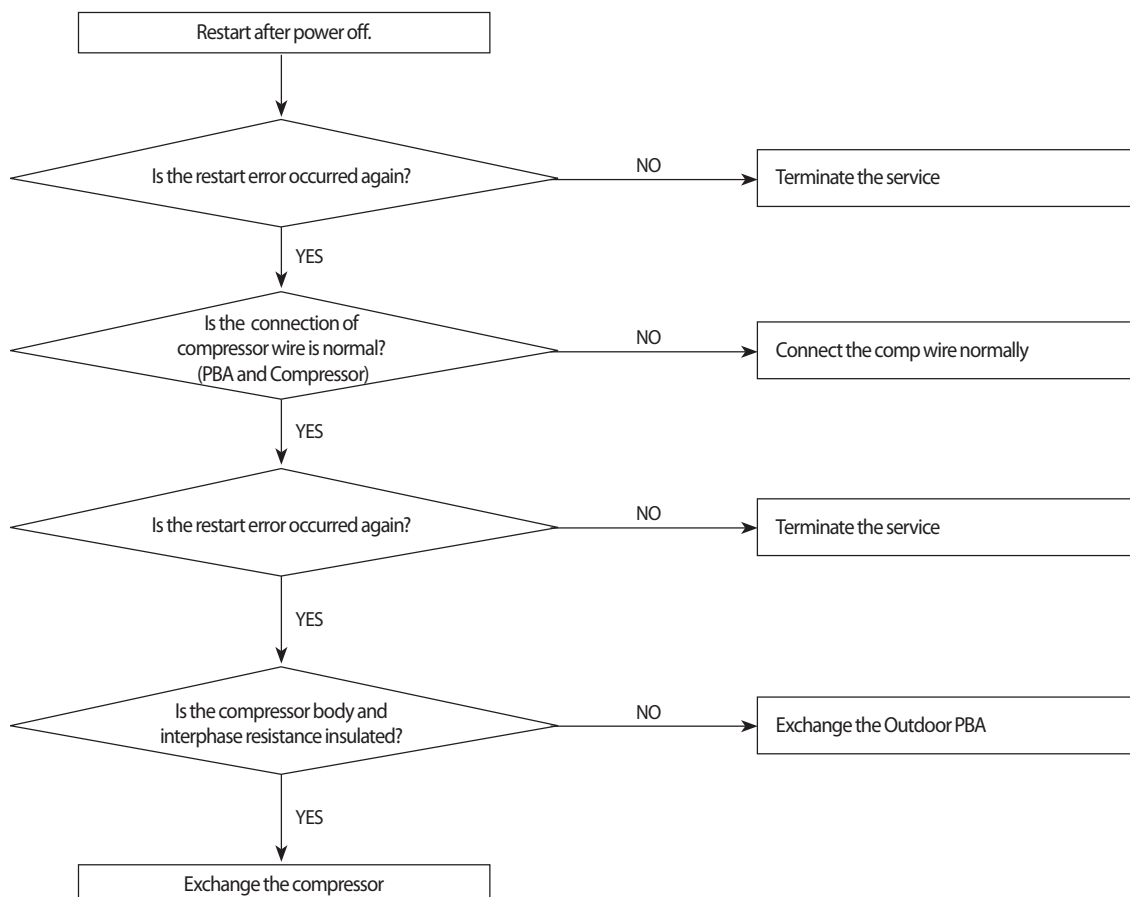 Restart after power off.
Is the restart error occurred again?
NO
Terminate the service
YES
Is the connection of
compressor wire is normal?
(PBA and Compressor)
NO
Connect the comp wire normally
YES
Is the restart error occurred again?
NO
Terminate the service
YES
Is the compressor body and
interphase resistance insulated?
NO
Exchange the Outdoor PBA
YES
Exchange the compressor